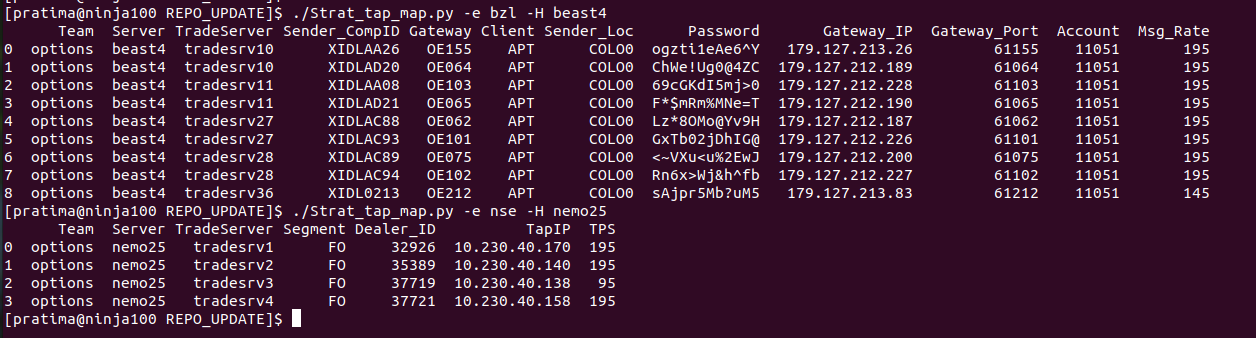 [pratima@ninja100 REPO_UPDATE]$ ./Strat_tap_map.py -e bzl -H beast4
Team Server TradeServer Sender_CompID Gateway Client Sender_Loc Password Gateway_IP Gateway_Port Account Msg_Rate
0 options beast4 tradesrv10 XIDLAA26 OE155 APT COLO0 ogzti1eAe6^Y 179.127.213.26 61155 11051 195
1 options beast4 tradesrv10 XIDLAD20 OE064 APT COLO0 ChWe!Ug0@4ZC 179.127.212.189 61064 11051 195
2 options beast4 tradesrv11 XIDLAA08 OE103 APT COLO0 69cGKdI5mj>0 179.127.212.228 61103 11051 195
3 options beast4 tradesrv11 XIDLAD21 OE065 APT COLO0 F*$mRm%MNe=T 179.127.212.190 61065 11051 195
4 options beast4 tradesrv27 XIDLAC88 OE062 APT COLO0 Lz*8OMo@Yv9H 179.127.212.187 61062 11051 195
5 options beast4 tradesrv27 XIDLAC93 OE101 APT COLO0 GxTb02jDhIG@ 179.127.212.226 61101 11051 195
6 options beast4 tradesrv28 XIDLAC89 OE075 APT COLO0 <~VXu<u%2EwJ 179.127.212.200 61075 11051 195
7 options beast4 tradesrv28 XIDLAC94 OE102 APT COLO0 Rn6x>Wj&h^fb 179.127.212.227 61102 11051 195
8 options beast4 tradesrv36 XIDL0213 OE212 APT COLO0 sAjpr5Mb?uM5 179.127.213.83 61212 11051 145
[pratima@ninja100 REPO_UPDATE]$ ./Strat_tap_map.py -e nse -H nemo25
Team Server TradeServer Segment Dealer_ID TapIP TPS
0 options nemo25 tradesrv1 FO 32926 10.230.40.170 195
1 options nemo25 tradesrv2 FO 35389 10.230.40.140 195
2 options nemo25 tradesrv3 FO 37719 10.230.40.138 95
3 options nemo25 tradesrv4 FO 37721 10.230.40.158 195
[pratima@ninja100 REPO_UPDATE]$